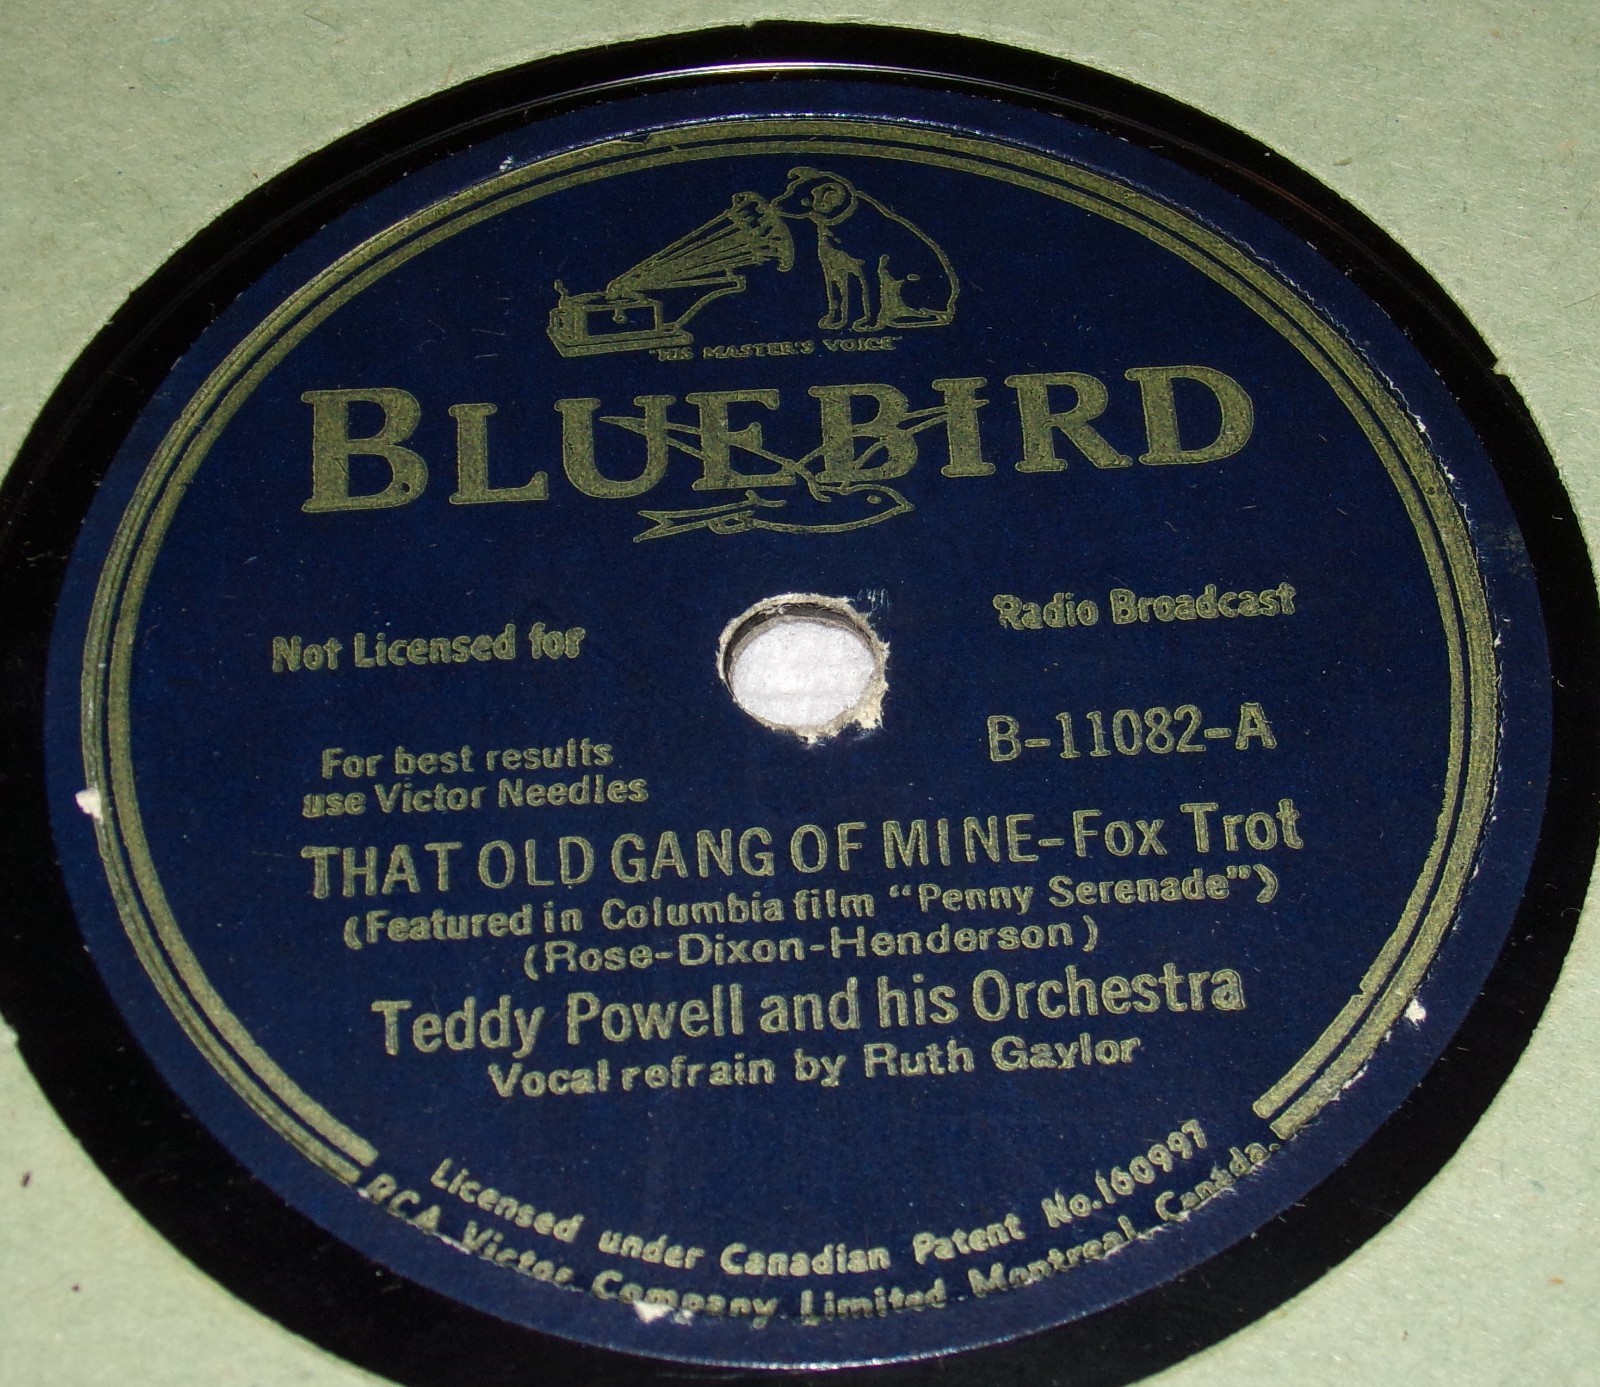 "HIS MASTER'S VOICE"
BLUEBIRD
Not Licensed for Radio Broadcast
B-11082-A
For best results
use Victor Needles
THAT OLD GANG OF MINE-Fox Trot
(Featured in Columbia film "Penny Serenade")
(Rose-Dixon-Henderson)
Teddy Powell and his Orchestra
Vocal refrain by Ruth Gaylor
Licensed under Canadian Patent No.160997
RCA Victor Company Limited Montreal Canada